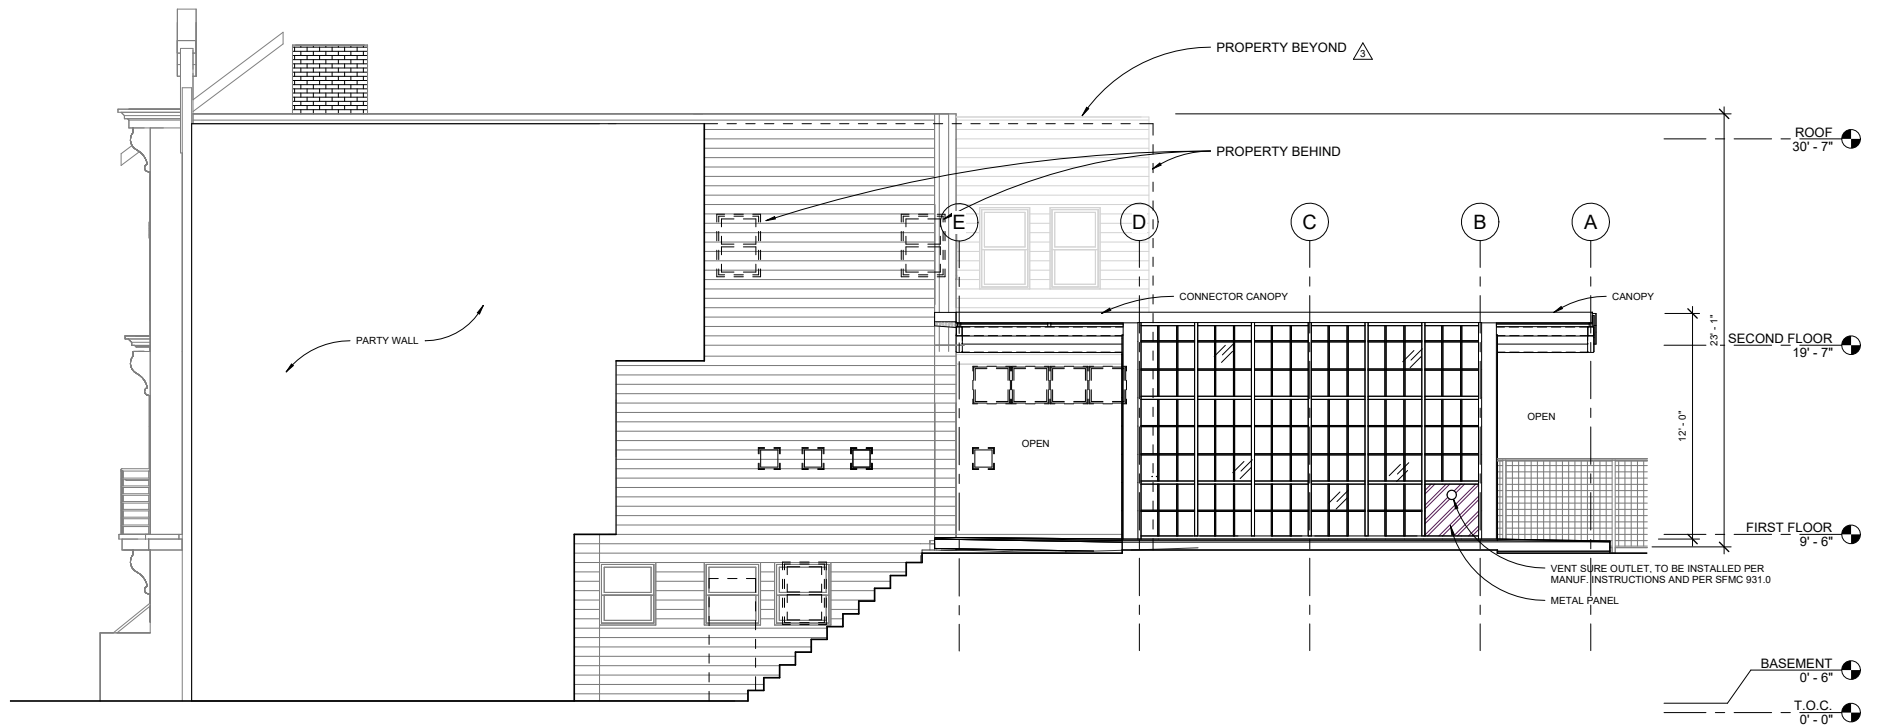 PROPERTY BEYOND 3
ROOF
30' - 7"
PROPERTY BEHIND
E
D
C
B
A
CONNECTOR CANOPY
CANOPY
PARTY WALL
SECOND FLOOR
19' - 7"
23' - 1"
12' - 0"
OPEN
OPEN
FIRST FLOOR
9' - 6"
VENT SURE OUTLET, TO BE INSTALLED PER
MANUF. INSTRUCTIONS AND PER SFMC 931.0
METAL PANEL
BASEMENT
0' - 6"
T.O.C.
0' - 0"